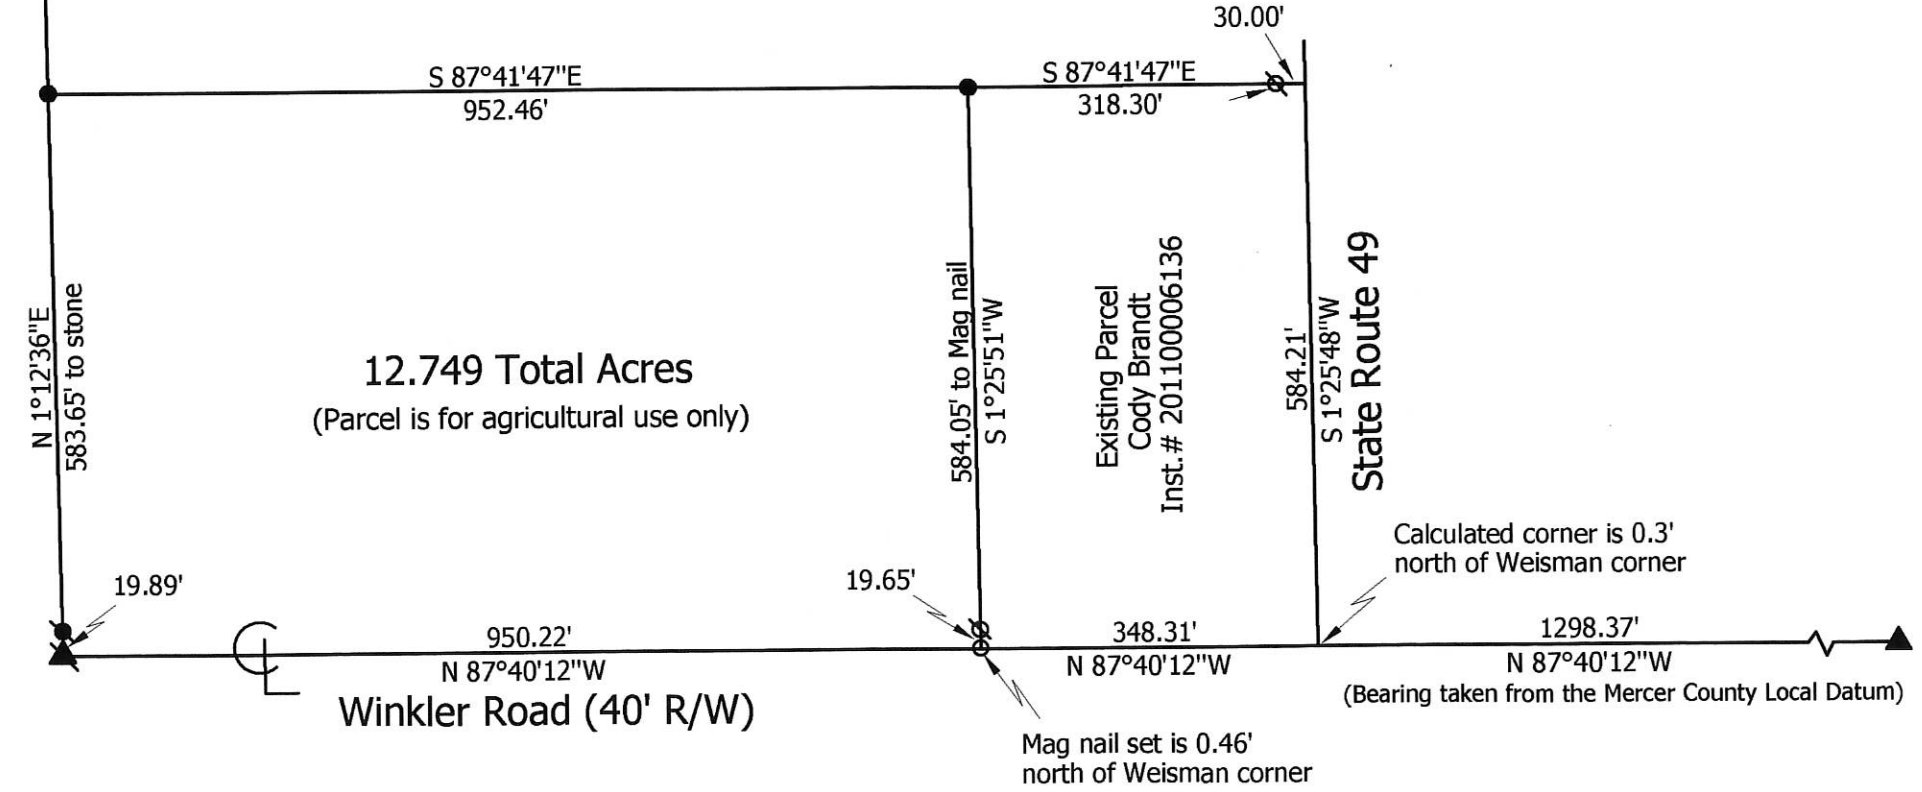 30.00'
S 87°41'47"E
952.46'
S 87°41'47"E
318.30'
N 1°12'36"E
583.65' to stone
12.749 Total Acres
(Parcel is for agricultural use only)
584.05' to Mag nail
S 1°25'51"W
Existing Parcel
Cody Brandt
Inst.# 201100006136
584.21'
S 1°25'48"W
State Route 49
Calculated corner is 0.3'
north of Weisman corner
19.89'
19.65'
950.22'
N 87°40'12"W
348.31'
N 87°40'12"W
1298.37'
N 87°40'12"W
(Bearing taken from the Mercer County Local Datum)
CL
Winkler Road (40' R/W)
Mag nail set is 0.46'
north of Weisman corner